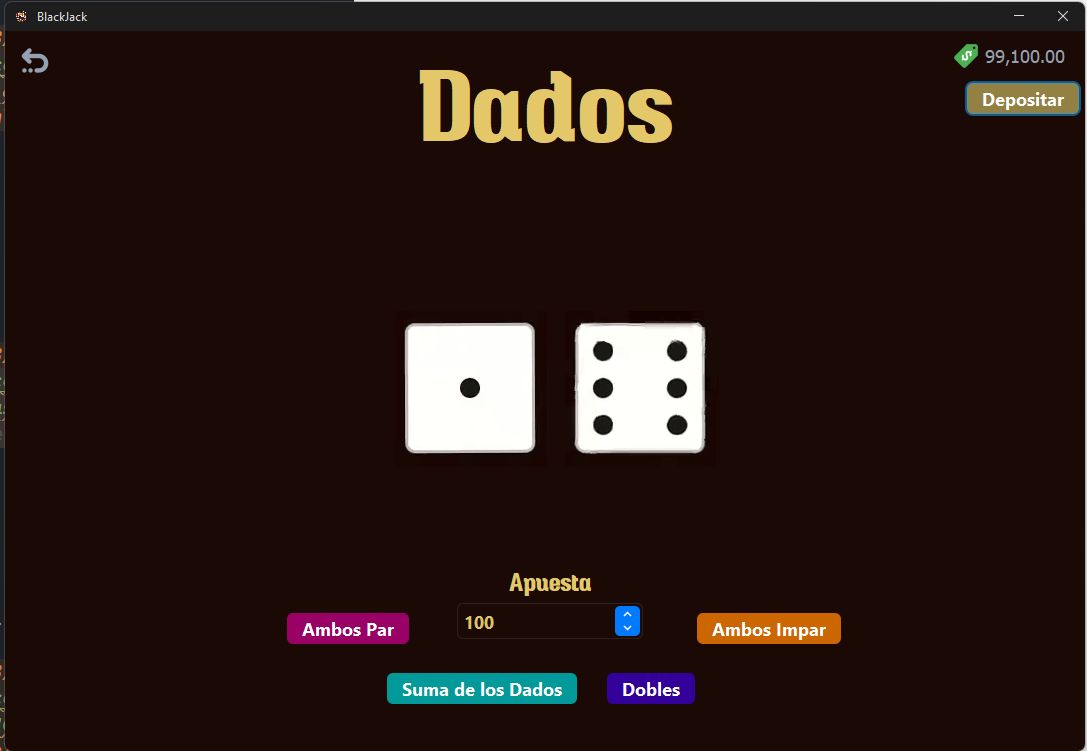 BlackJack
99,100.00
Depositar
Dados
Apuesta
Ambos Par
100
Ambos Impar
Suma de los Dados
Dobles